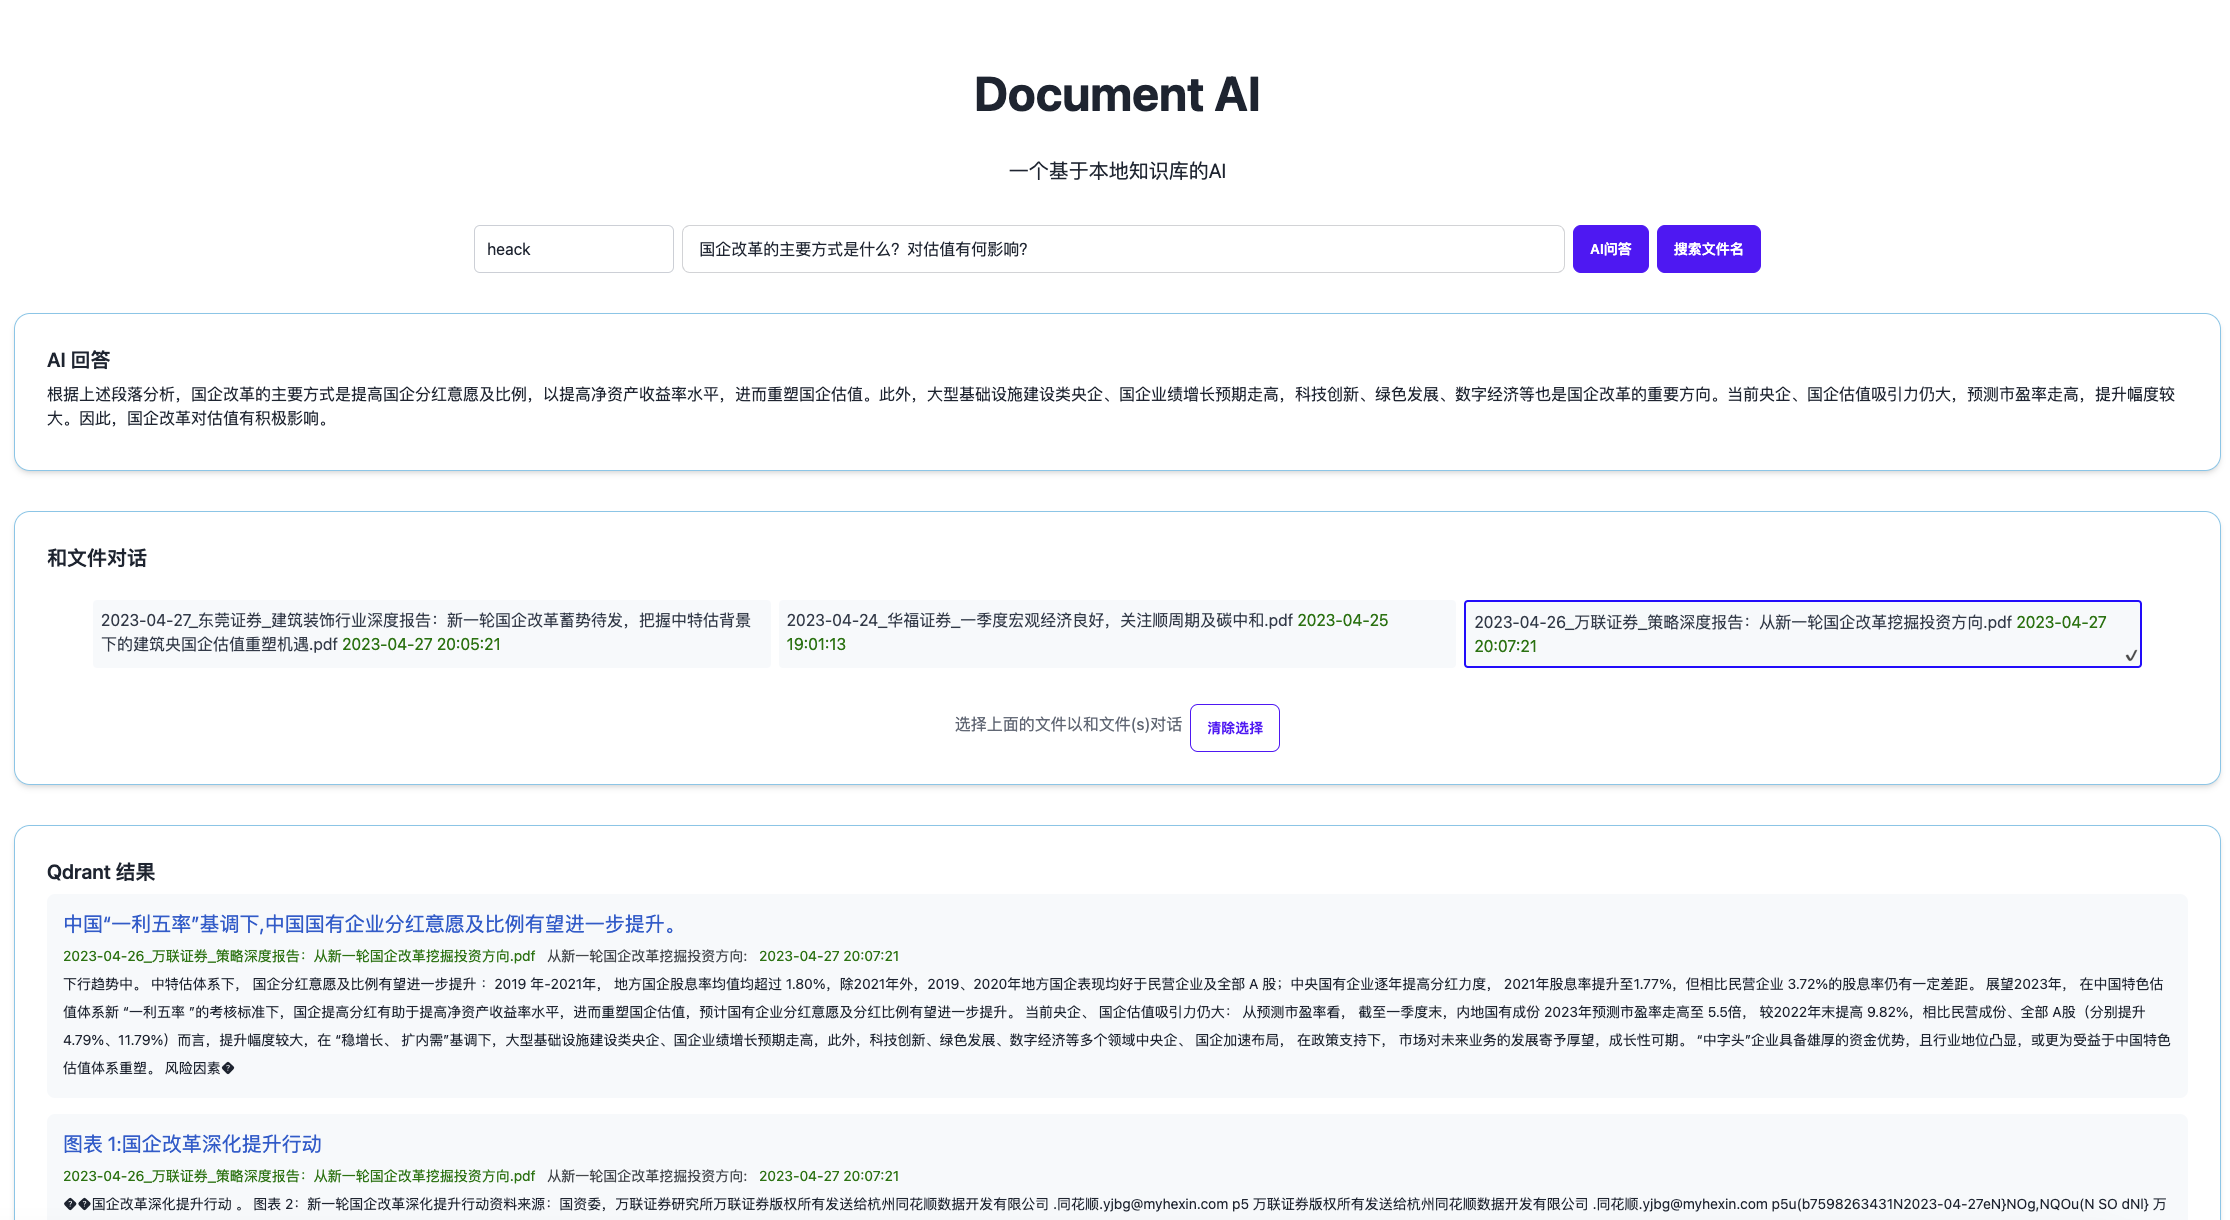 Document AI
一个基于本地知识库的AI
heack
国企改革的主要方式是什么？对估值有何影响?
AI问答
搜索文件名
AI 回答
根据上述段落分析，国企改革的主要方式是提高国企分红意愿及比例，以提高净资产收益率水平，进而重塑国企估值。此外，大型基础设施建设类央企、国企业绩增长预期走高，科技创新、绿色发展、数字经济等也是国企改革的重要方向。当前央企、国企估值吸引力仍大，预测市盈率走高，提升幅度较
大。因此，国企改革对估值有积极影响。
和文件对话
2023-04-27_东莞证券_建筑装饰行业深度报告：新一轮国企改革蓄势待发，把握中特估背景
下的建筑央国企估值重塑机遇.pdf 2023-04-27 20:05:21
2023-04-24_华福证券_一季度宏观经济良好，关注顺周期及碳中和.pdf 2023-04-25
19:01:13
2023-04-26_万联证券_策略深度报告：从新一轮国企改革挖掘投资方向.pdf 2023-04-27
20:07:21
✓
选择上面的文件以和文件(s)对话
清除选择
Qdrant 结果
中国“一利五率”基调下,中国国有企业分红意愿及比例有望进一步提升。
2023-04-26_万联证券_策略深度报告：从新一轮国企改革挖掘投资方向.pdf 从新一轮国企改革挖掘投资方向: 2023-04-27 20:07:21
下行趋势中。 中特估体系下， 国企分红意愿及比例有望进一步提升 ：2019 年-2021年， 地方国企股息率均值均超过 1.80%，除2021年外，2019、2020年地方国企表现均好于民营企业及全部 A 股；中央国有企业逐年提高分红力度， 2021年股息率提升至1.77%，但相比民营企业 3.72%的股息率仍有一定差距。 展望2023年， 在中国特色估
值体系新 “一利五率 ”的考核标准下，国企提高分红有助于提高净资产收益率水平，进而重塑国企估值，预计国有企业分红意愿及分红比例有望进一步提升。 当前央企、 国企估值吸引力仍大： 从预测市盈率看， 截至一季度末，内地国有成份 2023年预测市盈率走高至 5.5倍， 较2022年末提高 9.82%，相比民营成份、全部 A股（分别提升
4.79%、11.79%）而言，提升幅度较大，在 “稳增长、 扩内需”基调下，大型基础设施建设类央企、国企业绩增长预期走高，此外，科技创新、绿色发展、数字经济等多个领域中央企、 国企加速布局， 在政策支持下， 市场对未来业务的发展寄予厚望，成长性可期。 “中字头”企业具备雄厚的资金优势，且行业地位凸显，或更为受益于中国特色
估值体系重塑。 风险因素�
图表 1:国企改革深化提升行动
2023-04-26_万联证券_策略深度报告：从新一轮国企改革挖掘投资方向.pdf 从新一轮国企改革挖掘投资方向: 2023-04-27 20:07:21
��国企改革深化提升行动 。 图表 2：新一轮国企改革深化提升行动资料来源：国资委，万联证券研究所万联证券版权所有发送给杭州同花顺数据开发有限公司 .同花顺.yjbg@myhexin.com p5 万联证券版权所有发送给杭州同花顺数据开发有限公司 .同花顺.yjbg@myhexin.com p5u(b7598263431N2023-04-27eN}NOg,NQOu(N SO dNI} 万